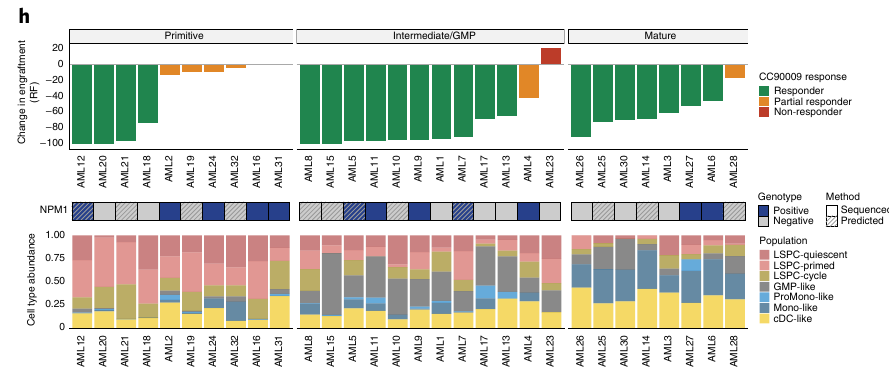 h
Primitive
Intermediate/GMP
Mature
Change in engraftment
(RF)
20
0
−20
−40
−60
−80
−100
CC90009 response
Responder
Partial responder
Non-responder
AML12 AML20 AML21 AML18 AML2 AML19 AML24 AML32 AML16 AML31 AML8 AML15 AML5 AML11 AML10 AML9 AML1 AML7 AML17 AML13 AML4 AML23 AML26 AML25 AML30 AML14 AML3 AML27 AML6 AML28
NPM1
Genotype
Positive
Negative
Method
Sequenced
Predicted
Cell type abundance
1.00
0.75
0.50
0.25
0
Population
LSPC-quiescent
LSPC-primed
LSPC-cycle
GMP-like
ProMono-like
Mono-like
cDC-like
AML12 AML20 AML21 AML18 AML2 AML19 AML24 AML32 AML16 AML31 AML8 AML15 AML5 AML11 AML10 AML9 AML1 AML7 AML17 AML13 AML4 AML23 AML26 AML25 AML30 AML14 AML3 AML27 AML6 AML28